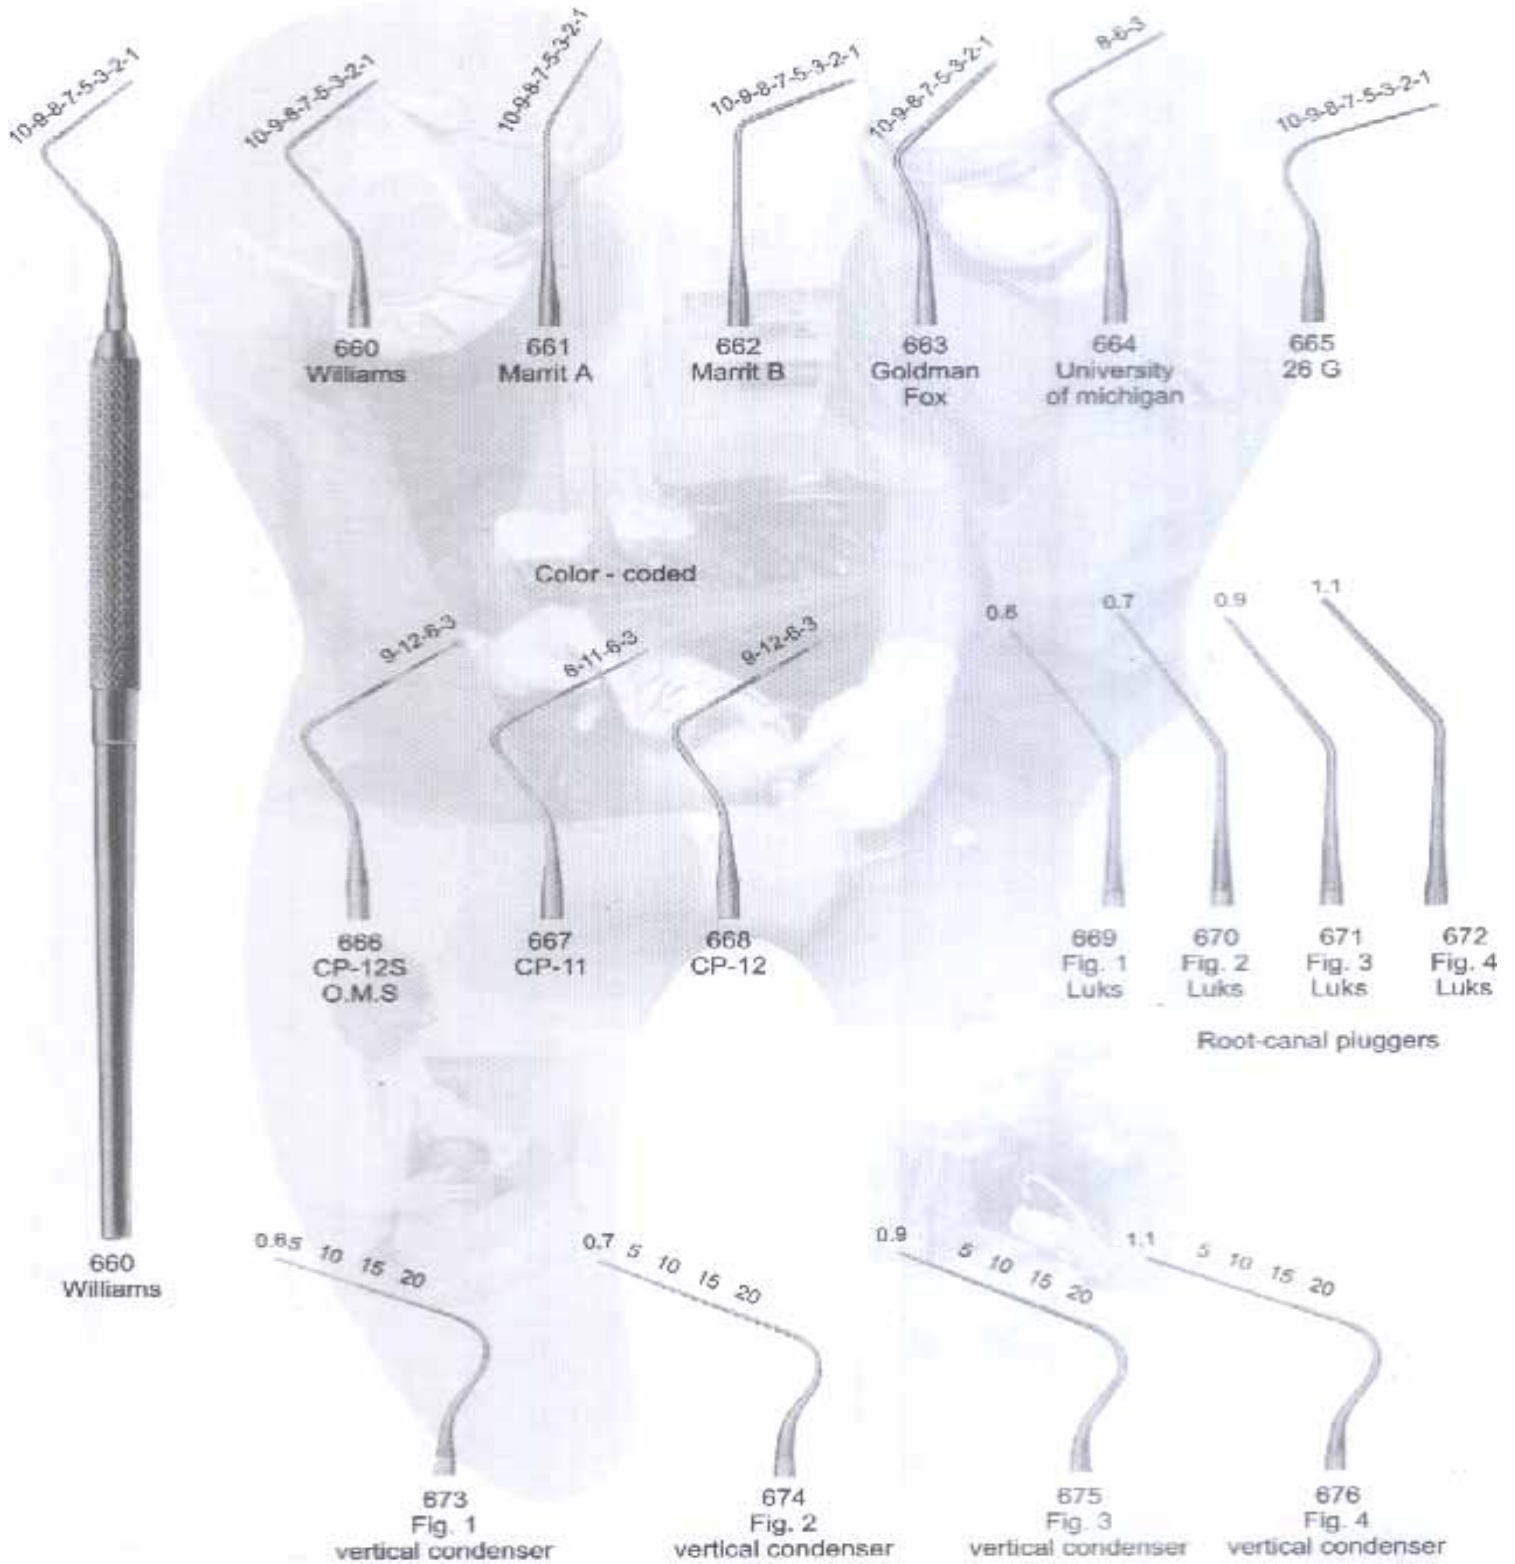 10-9-8-7-5-3-2-1
10-9-8-7-5-3-2-1
10-9-8-7-5-3-2-1
10-9-8-7-5-3-2-1
10-9-8-7-5-3-2-1
8-6-3
10-9-8-7-5-3-2-1
660
Williams
661
Marrit A
662
Marrit B
663
Goldman
Fox
664
University
of michigan
665
26 G
Color - coded
9-12-6-3
8-11-6-3
9-12-6-3
0.6
0.7
0.9
1.1
666
CP-12S
O.M.S
667
CP-11
668
CP-12
669
Fig. 1
Luks
670
Fig. 2
Luks
671
Fig. 3
Luks
672
Fig. 4
Luks
Root-canal pluggers
660
Williams
0.6 5 10 15 20
0.7 5 10 15 20
0.9 5 10 15 20
1.1 5 10 15 20
673
Fig. 1
vertical condenser
674
Fig. 2
vertical condenser
675
Fig. 3
vertical condenser
676
Fig. 4
vertical condenser